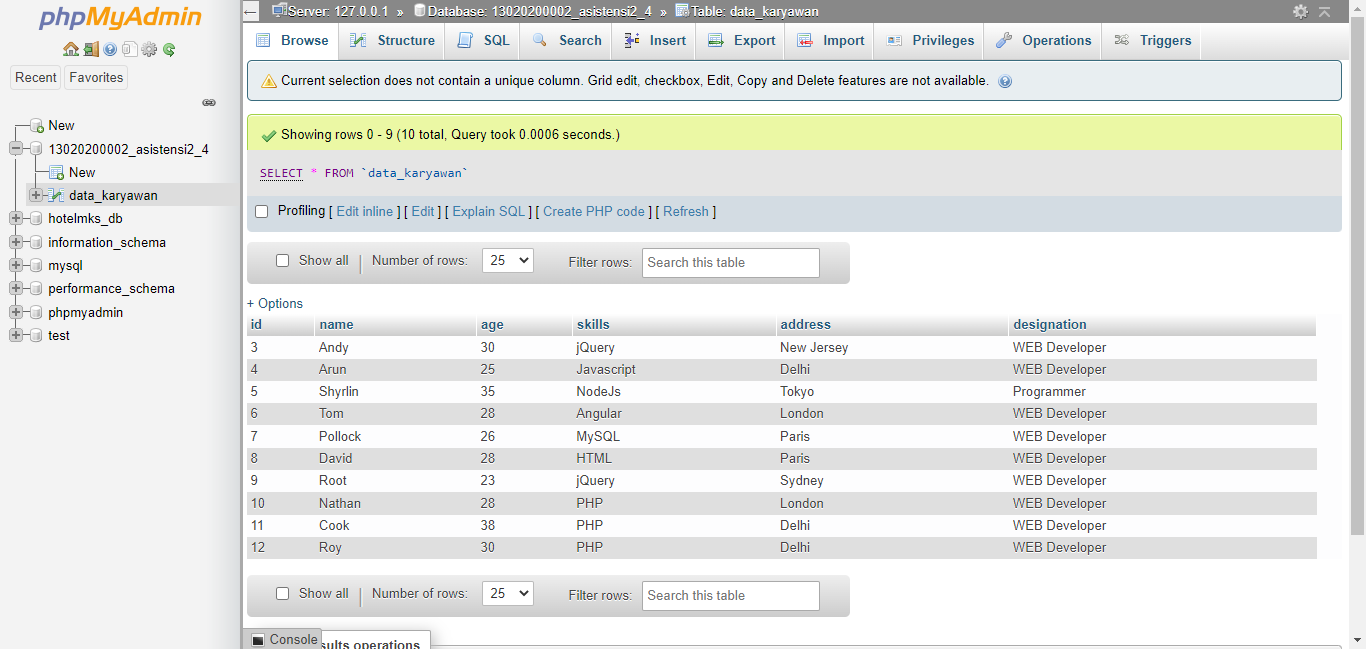 phpMyAdmin
Recent Favorites
New
13020200002_asistensi2_4
New
data_karyawan
hotelmks_db
information_schema
mysql
performance_schema
phpmyadmin
test
Server: 127.0.0.1 » Database: 13020200002_asistensi2_4 » Table: data_karyawan
Browse Structure SQL Search Insert Export Import Privileges Operations Triggers
Current selection does not contain a unique column. Grid edit, checkbox, Edit, Copy and Delete features are not available.
Showing rows 0 - 9 (10 total, Query took 0.0006 seconds.)
SELECT * FROM `data_karyawan`
Profiling [ Edit inline ] [ Edit ] [ Explain SQL ] [ Create PHP code ] [ Refresh ]
Show all | Number of rows: 25 Filter rows: Search this table
+ Options
id name age skills address designation
3 Andy 30 jQuery New Jersey WEB Developer
4 Arun 25 Javascript Delhi WEB Developer
5 Shyrlin 35 NodeJs Tokyo Programmer
6 Tom 28 Angular London WEB Developer
7 Pollock 26 MySQL Paris WEB Developer
8 David 28 HTML Paris WEB Developer
9 Root 23 jQuery Sydney WEB Developer
10 Nathan 28 PHP London WEB Developer
11 Cook 38 PHP Delhi WEB Developer
12 Roy 30 PHP Delhi WEB Developer
Show all | Number of rows: 25 Filter rows: Search this table
Console sults operations